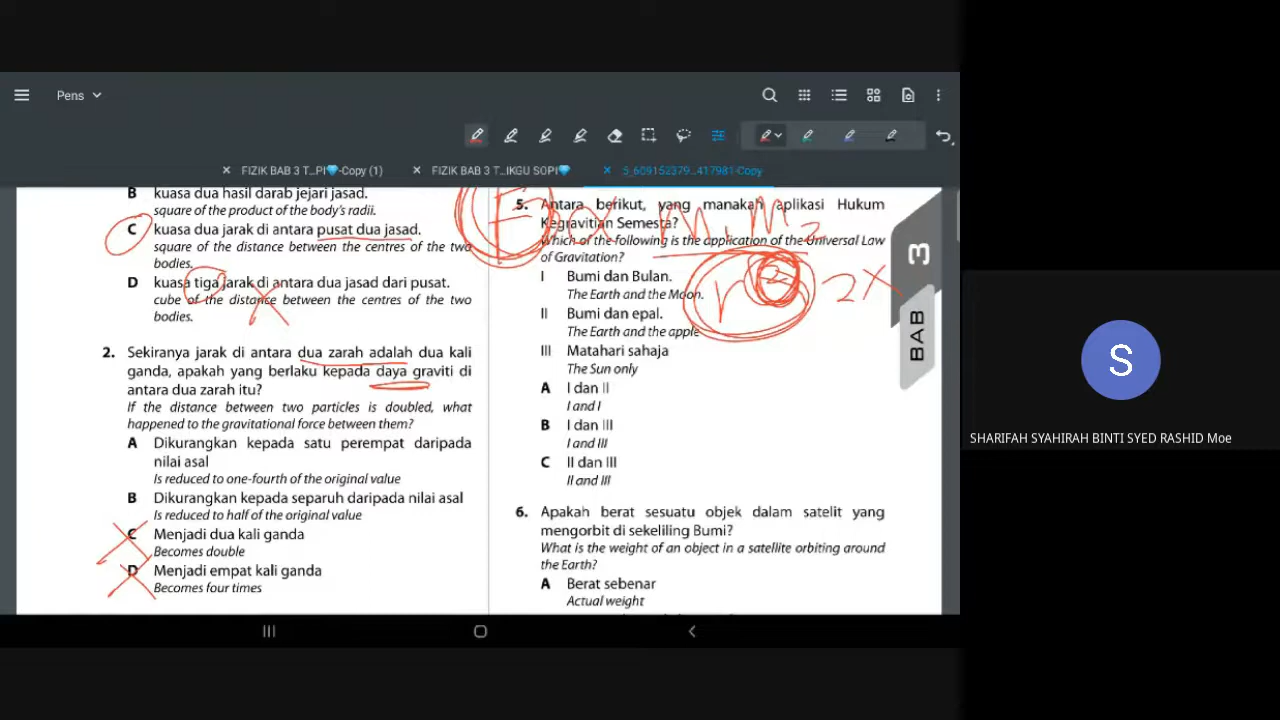 Pens
FIZIK BAB 3 T...PI💎-Copy (1)
FIZIK BAB 3 T...IKGU SOPI💎
5_609152379...417981-Copy
B kuasa dua hasil darab jejari jasad.
square of the product of the body's radii.
C kuasa dua jarak di antara pusat dua jasad.
square of the distance between the centres of the two
bodies.
D kuasa tiga jarak di antara dua jasad dari pusat.
cube of the distance between the centres of the two
bodies.
2. Sekiranya jarak di antara dua zarah adalah dua kali
ganda, apakah yang berlaku kepada daya graviti di
antara dua zarah itu?
If the distance between two particles is doubled, what
happened to the gravitational force between them?
A Dikurangkan kepada satu perempat daripada
nilai asal
Is reduced to one-fourth of the original value
B Dikurangkan kepada separuh daripada nilai asal
Is reduced to half of the original value
C Menjadi dua kali ganda
Becomes double
D Menjadi empat kali ganda
Becomes four times
5. Antara berikut, yang manakah aplikasi Hukum
Kegravitian Semesta?
Which of the following is the application of the Universal Law
of Gravitation?
I Bumi dan Bulan.
The Earth and the Moon.
II Bumi dan epal.
The Earth and the apple
III Matahari sahaja
The Sun only
A I dan II
I and I
B I dan III
I and III
C II dan III
II and III
6. Apakah berat sesuatu objek dalam satelit yang
mengorbit di sekeliling Bumi?
What is the weight of an object in a satellite orbiting around
the Earth?
A Berat sebenar
Actual weight
F α m1 m2
r 2 2x
BAB 3
S
SHARIFAH SYAHIRAH BINTI SYED RASHID Moe